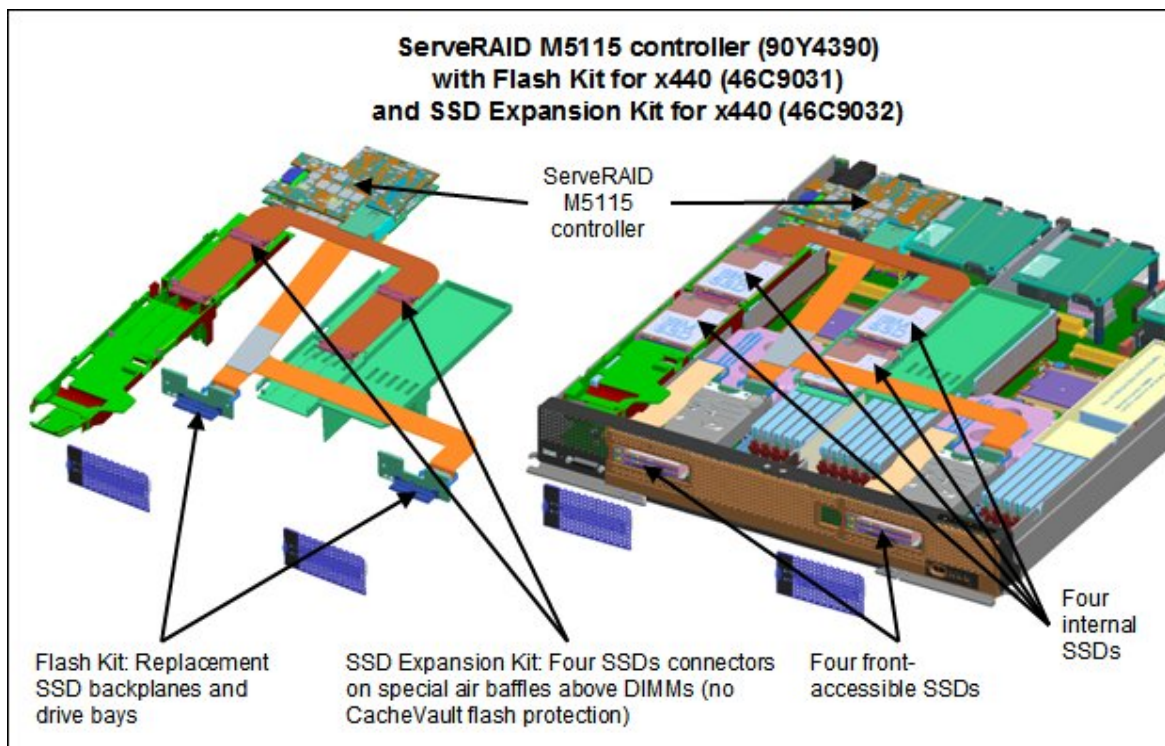 ServeRAID M5115 controller (90Y4390)
with Flash Kit for x440 (46C9031)
and SSD Expansion Kit for x440 (46C9032)
ServeRAID
M5115
controller
Flash Kit: Replacement
SSD backplanes and
drive bays
SSD Expansion Kit: Four SSDs connectors
on special air baffles above DIMMs (no
CacheVault flash protection)
Four front-
accessible SSDs
Four
internal
SSDs